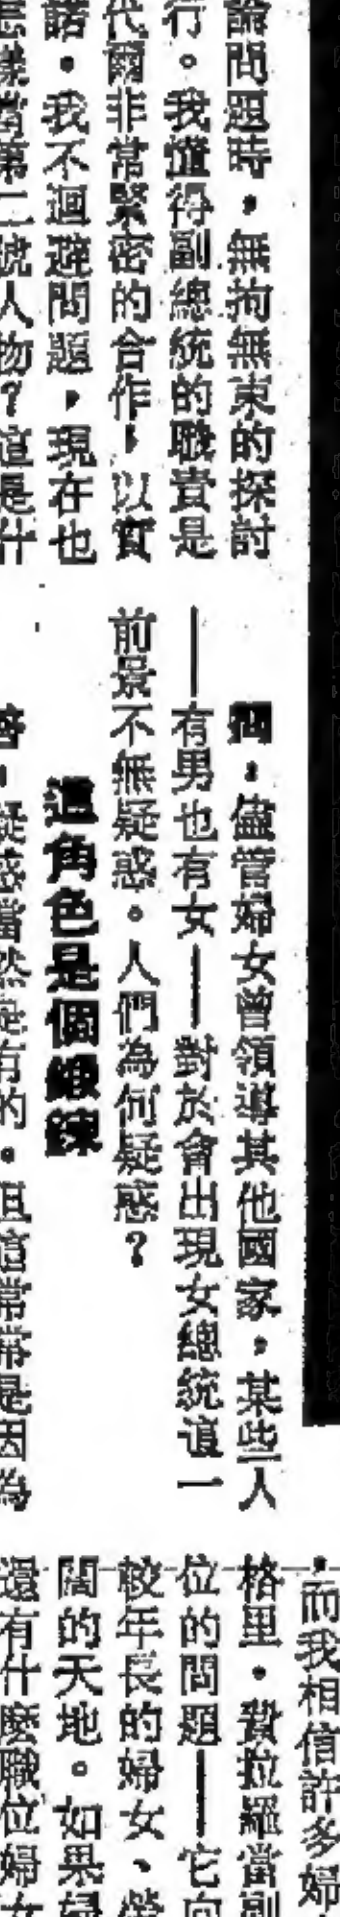 論問題時，無拘無束的探討
行。我懂得副總統的職責是
代爾非常緊密的合作，以實
諾。我不迴避問題，現在也
怎樣當第二號人物？這是什
問：儘管婦女曾領導其他國家，某些人
——有男也有女——對於會出現女總統這一
前景不無疑惑。人們為何疑惑？
這角色是個鍛鍊
答：疑惑當然是有的。但這常常是因為
，而我相信許多婦
格里・費拉羅當副
位的問題——它向
較年長的婦女、
闊的天地。如果婦
還有什麼職位婦女